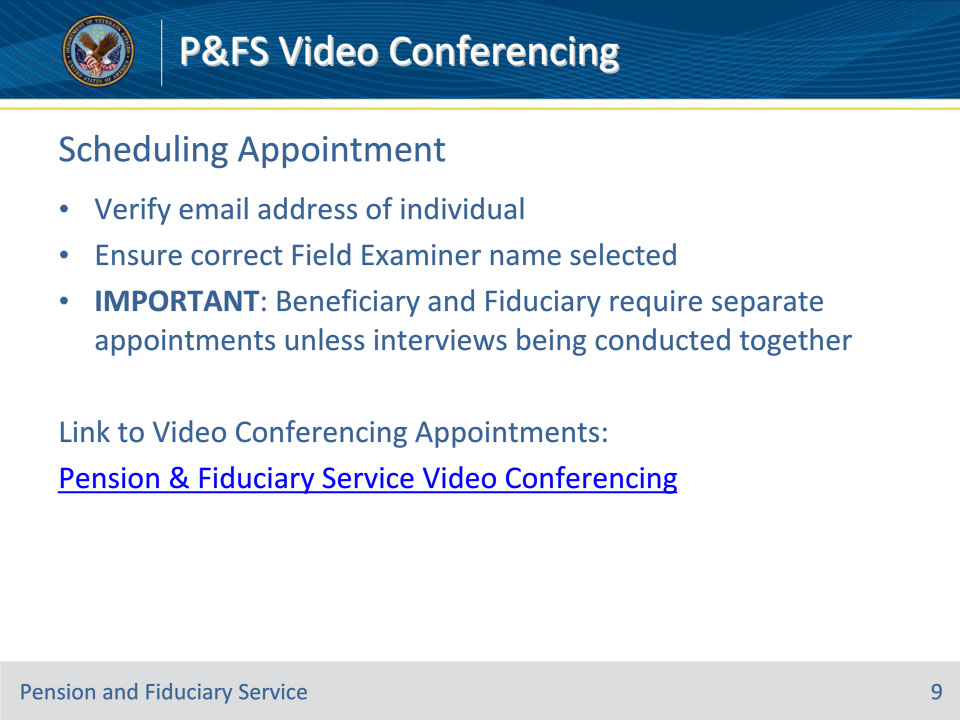 P&FS Video Conferencing
Scheduling Appointment
• Verify email address of individual
• Ensure correct Field Examiner name selected
• IMPORTANT: Beneficiary and Fiduciary require separate
appointments unless interviews being conducted together
Link to Video Conferencing Appointments:
Pension & Fiduciary Service Video Conferencing
Pension and Fiduciary Service
9